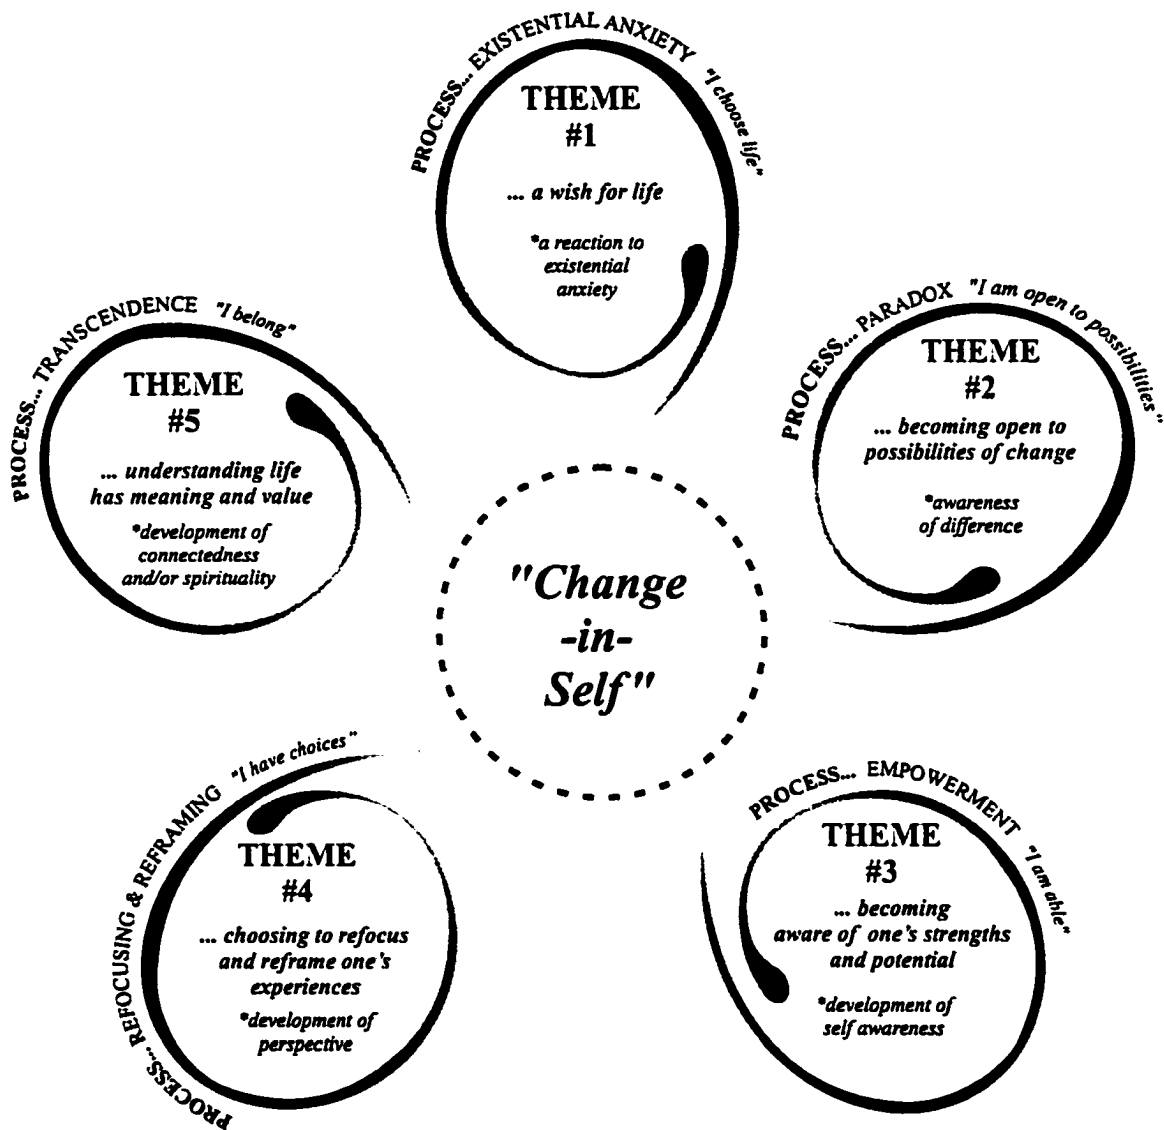 PROCESS... EXISTENTIAL ANXIETY "I choose life"
THEME
#1
... a wish for life
*a reaction to
existential
anxiety
PROCESS... PARADOX "I am open to possibilities"
THEME
#2
... becoming open to
possibilities of change
*awareness
of difference
PROCESS... EMPOWERMENT "I am able"
THEME
#3
... becoming
aware of one's strengths
and potential
*development of
self awareness
PROCESS... REFOCUSING & REFRAMING "I have choices"
THEME
#4
... choosing to refocus
and reframe one's
experiences
*development of
perspective
PROCESS... TRANSCENDENCE "I belong"
THEME
#5
... understanding life
has meaning and value
*development of
connectedness
and/or spirituality
"Change
-in-
Self"